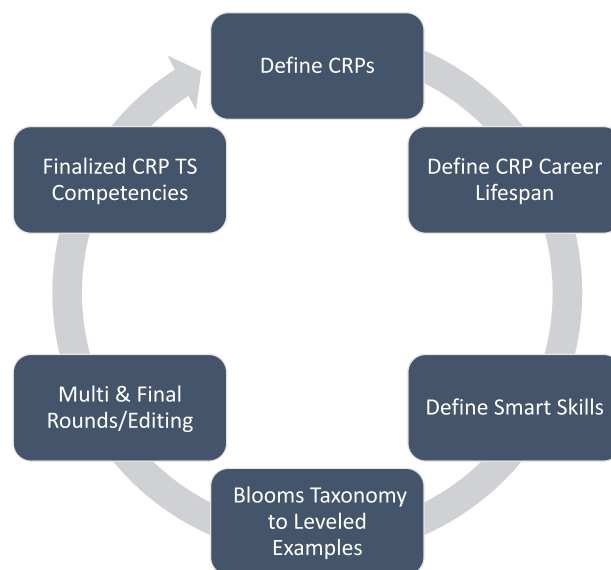 Define CRPs
Define CRP Career
Lifespan
Define Smart Skills
Blooms Taxonomy
to Leveled
Examples
Multi & Final
Rounds/Editing
Finalized CRP TS
Competencies